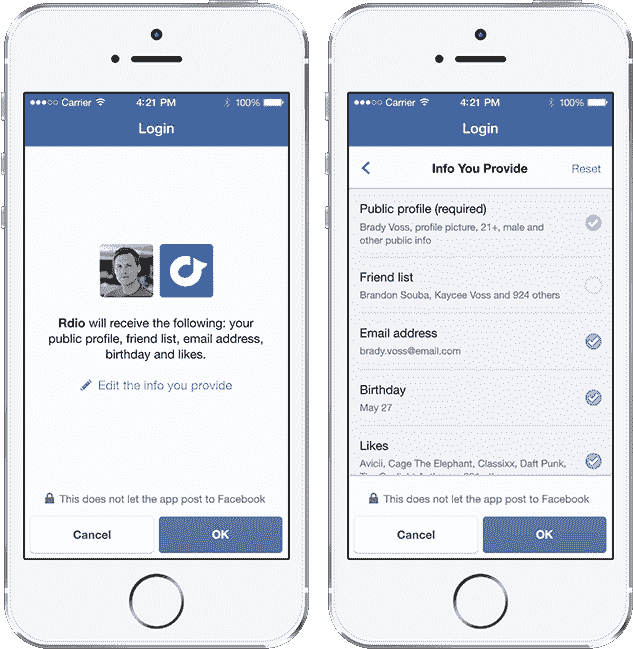 Carrier 4:21 PM 100%
Login
Rdio will receive the following: your
public profile, friend list, email address,
birthday and likes.
Edit the info you provide
This does not let the app post to Facebook
Cancel OK
Carrier 4:21 PM 100%
Login
Info You Provide Reset
Public profile (required)
Brady Voss, profile picture, 21+, male and
other public info
Friend list
Brandon Souba, Kaycee Voss and 924 others
Email address
brady.voss@email.com
Birthday
May 27
Likes
Avicii, Cage The Elephant, Classixx, Daft Punk,
This does not let the app post to Facebook
Cancel OK